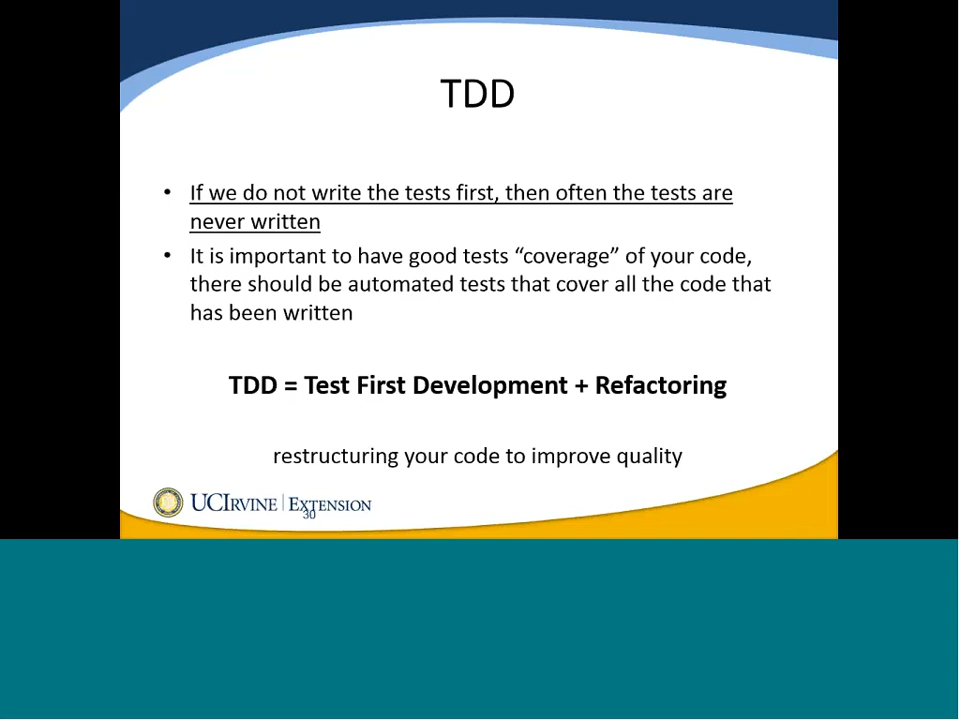 TDD
• If we do not write the tests first, then often the tests are
never written
• It is important to have good tests “coverage” of your code,
there should be automated tests that cover all the code that
has been written
TDD = Test First Development + Refactoring
restructuring your code to improve quality
UCIRVINE | EXTENSION
30